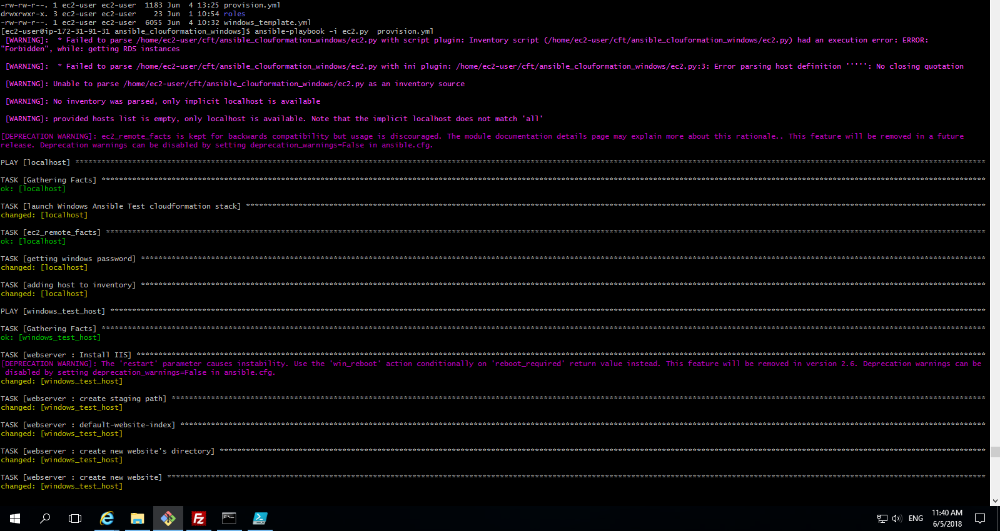 -rw-rw-r--. 1 ec2-user ec2-user  1183 Jun  4 13:25 provision.yml
drwxrwxr-x. 3 ec2-user ec2-user    23 Jun  1 10:54 roles
-rw-rw-r--. 1 ec2-user ec2-user  6055 Jun  4 10:32 windows_template.yml
[ec2-user@ip-172-31-91-31 ansible_clouformation_windows]$ ansible-playbook -i ec2.py  provision.yml
 [WARNING]:  * Failed to parse /home/ec2-user/cft/ansible_clouformation_windows/ec2.py with script plugin: Inventory script (/home/ec2-user/cft/ansible_clouformation_windows/ec2.py) had an execution error: ERROR:
"Forbidden", while: getting RDS instances
 [WARNING]:  * Failed to parse /home/ec2-user/cft/ansible_clouformation_windows/ec2.py with ini plugin: /home/ec2-user/cft/ansible_clouformation_windows/ec2.py:3: Error parsing host definition ''''': No closing quotation
 [WARNING]: Unable to parse /home/ec2-user/cft/ansible_clouformation_windows/ec2.py as an inventory source
 [WARNING]: No inventory was parsed, only implicit localhost is available
 [WARNING]: provided hosts list is empty, only localhost is available. Note that the implicit localhost does not match 'all'
[DEPRECATION WARNING]: ec2_remote_facts is kept for backwards compatibility but usage is discouraged. The module documentation details page may explain more about this rationale.. This feature will be removed in a future
release. Deprecation warnings can be disabled by setting deprecation_warnings=False in ansible.cfg.
PLAY [localhost] ****************************************************************
TASK [Gathering Facts] ****************************************************************
ok: [localhost]
TASK [launch Windows Ansible Test cloudformation stack] ****************************************************************
changed: [localhost]
TASK [ec2_remote_facts] ****************************************************************
ok: [localhost]
TASK [getting windows password] ****************************************************************
changed: [localhost]
TASK [adding host to inventory] ****************************************************************
changed: [localhost]
PLAY [windows_test_host] ****************************************************************
TASK [Gathering Facts] ****************************************************************
ok: [windows_test_host]
TASK [webserver : Install IIS] ****************************************************************
[DEPRECATION WARNING]: The 'restart' parameter causes instability. Use the 'win_reboot' action conditionally on 'reboot_required' return value instead. This feature will be removed in version 2.6. Deprecation warnings can be
 disabled by setting deprecation_warnings=False in ansible.cfg.
changed: [windows_test_host]
TASK [webserver : create staging path] ****************************************************************
changed: [windows_test_host]
TASK [webserver : default-website-index] ****************************************************************
changed: [windows_test_host]
TASK [webserver : create new website's directory] ****************************************************************
changed: [windows_test_host]
TASK [webserver : create new website] ****************************************************************
changed: [windows_test_host]
ENG
11:40 AM
6/5/2018